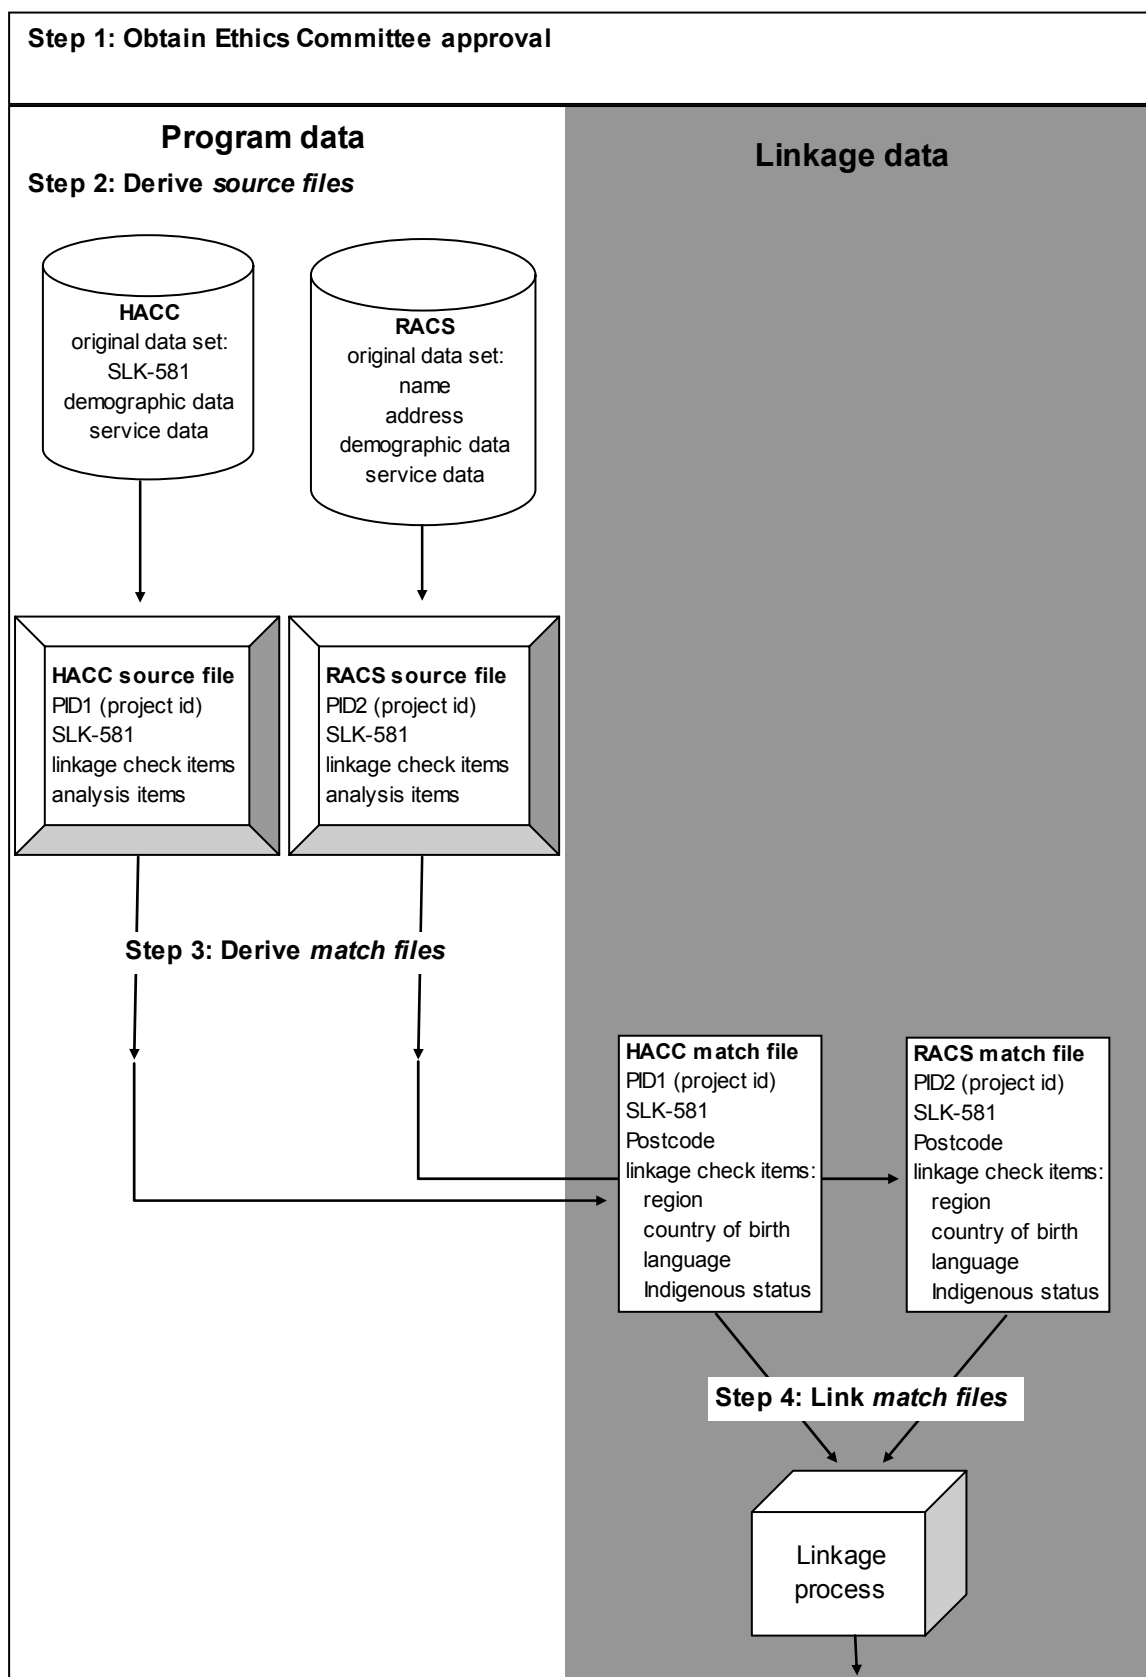 Step 1: Obtain Ethics Committee approval
Program data
Linkage data
Step 2: Derive source files
HACC
original data set:
SLK-581
demographic data
service data
RACS
original data set:
name
address
demographic data
service data
HACC source file
PID1 (project id)
SLK-581
linkage check items
analysis items
RACS source file
PID2 (project id)
SLK-581
linkage check items
analysis items
Step 3: Derive match files
HACC match file
PID1 (project id)
SLK-581
Postcode
linkage check items:
region
country of birth
language
Indigenous status
RACS match file
PID2 (project id)
SLK-581
Postcode
linkage check items:
region
country of birth
language
Indigenous status
Step 4: Link match files
Linkage
process